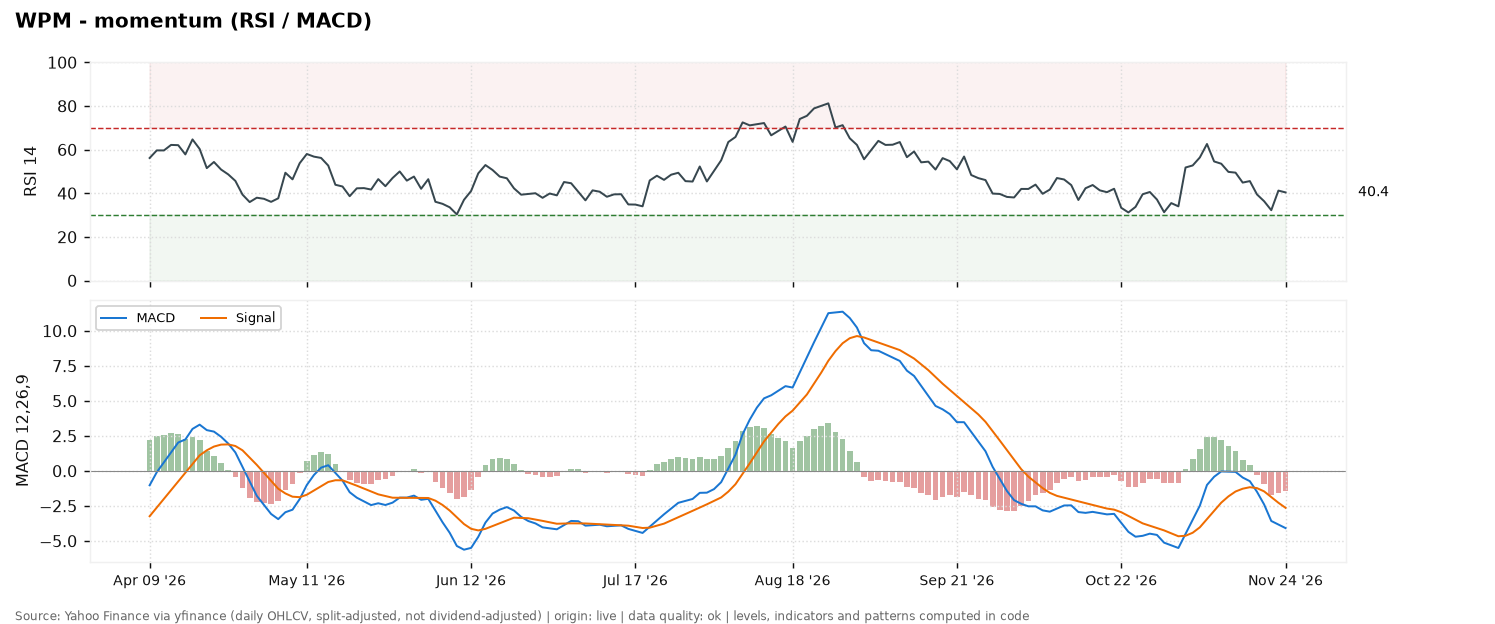 WPM - momentum (RSI / MACD)
100
80
60
40
20
0
RSI 14
40.4
MACD
Signal
10.0
7.5
5.0
2.5
0.0
−2.5
−5.0
MACD 12,26,9
Apr 09 '26
May 11 '26
Jun 12 '26
Jul 17 '26
Aug 18 '26
Sep 21 '26
Oct 22 '26
Nov 24 '26
Source: Yahoo Finance via yfinance (daily OHLCV, split-adjusted, not dividend-adjusted) | origin: live | data quality: ok | levels, indicators and patterns computed in code